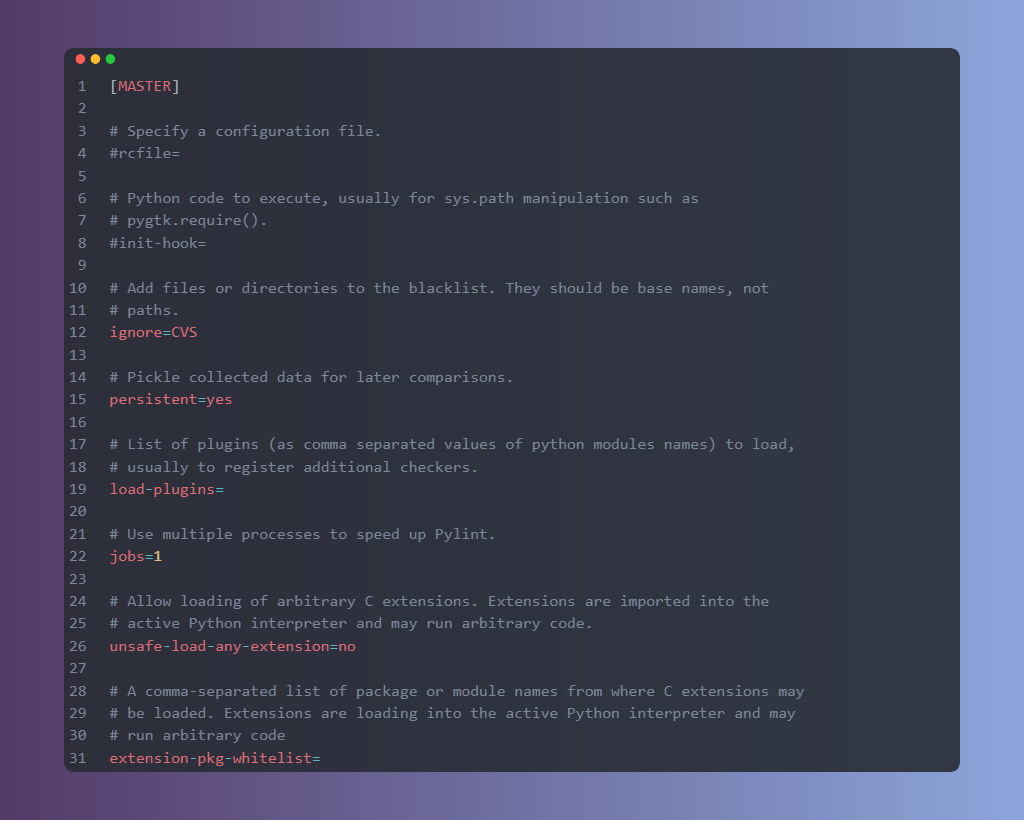 1 [MASTER]
2
3 # Specify a configuration file.
4 #rcfile=
5
6 # Python code to execute, usually for sys.path manipulation such as
7 # pygtk.require().
8 #init-hook=
9
10 # Add files or directories to the blacklist. They should be base names, not
11 # paths.
12 ignore=CVS
13
14 # Pickle collected data for later comparisons.
15 persistent=yes
16
17 # List of plugins (as comma separated values of python modules names) to load,
18 # usually to register additional checkers.
19 load-plugins=
20
21 # Use multiple processes to speed up Pylint.
22 jobs=1
23
24 # Allow loading of arbitrary C extensions. Extensions are imported into the
25 # active Python interpreter and may run arbitrary code.
26 unsafe-load-any-extension=no
27
28 # A comma-separated list of package or module names from where C extensions may
29 # be loaded. Extensions are loading into the active Python interpreter and may
30 # run arbitrary code
31 extension-pkg-whitelist=